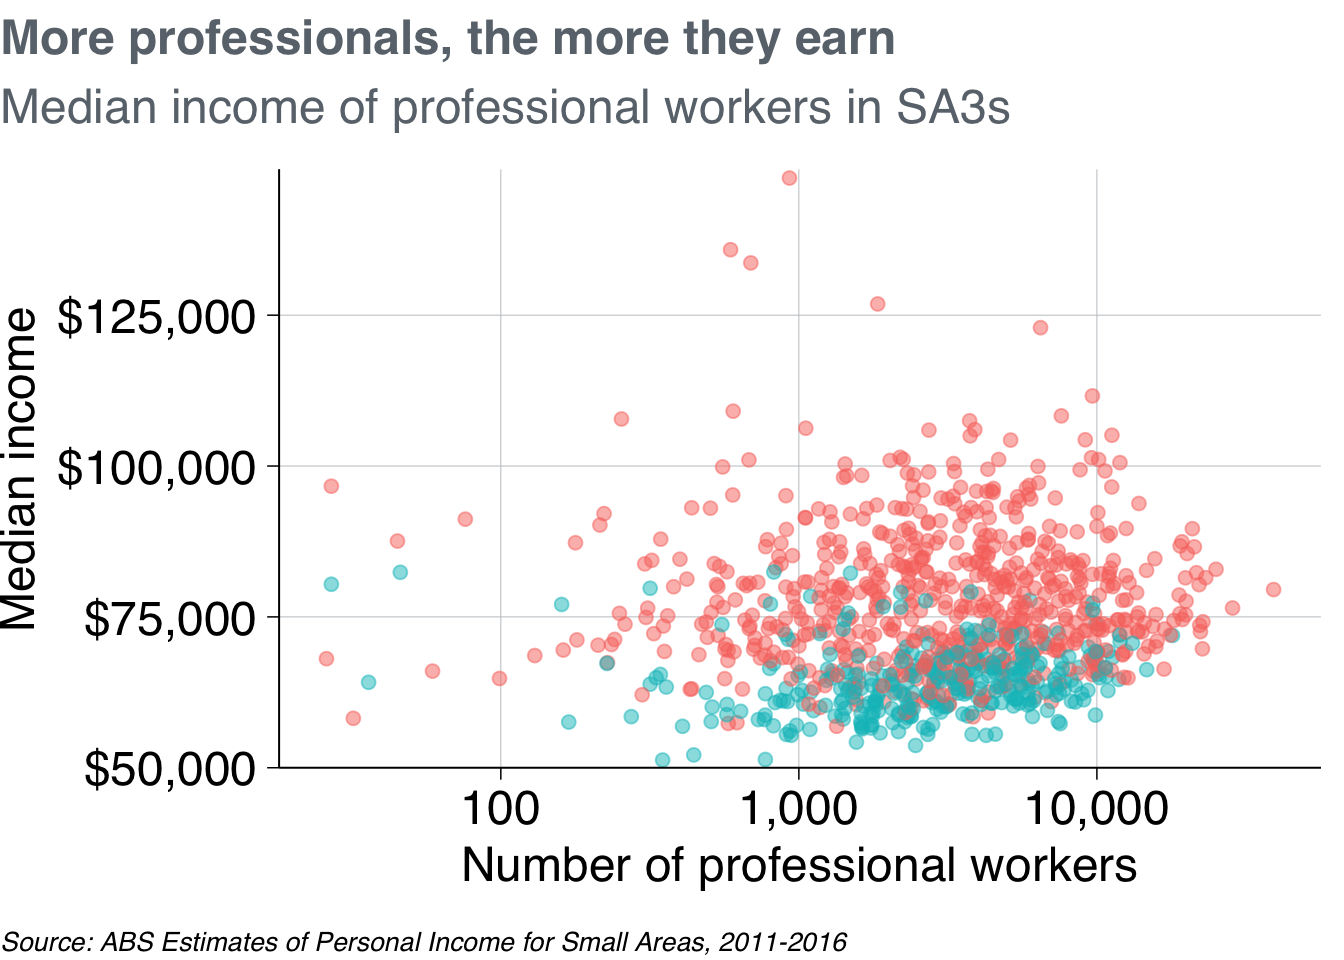 More professionals, the more they earn
Median income of professional workers in SA3s
Median income
$125,000
$100,000
$75,000
$50,000
100
1,000
10,000
Number of professional workers
Source: ABS Estimates of Personal Income for Small Areas, 2011-2016